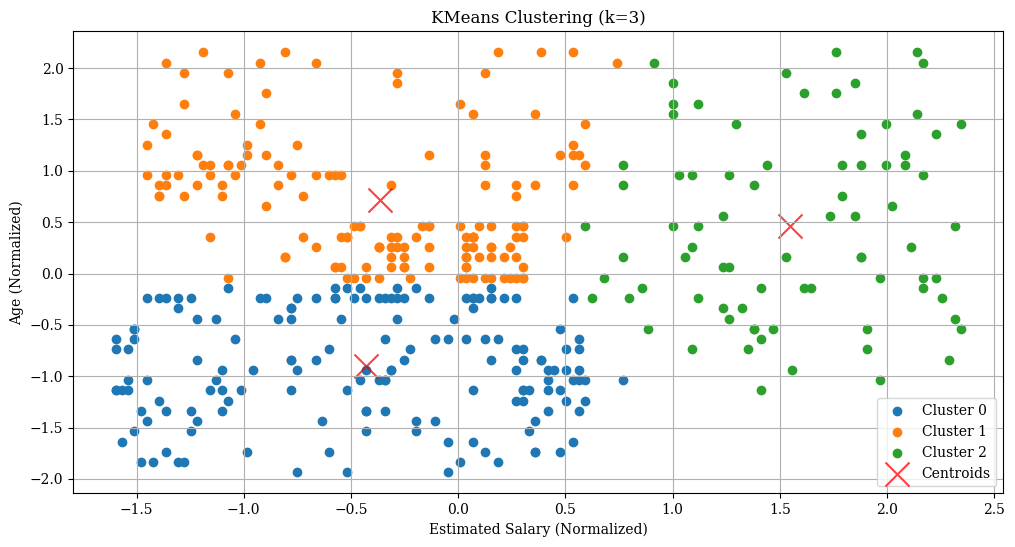 KMeans Clustering (k=3)
Age (Normalized)
2.0
1.5
1.0
0.5
0.0
−0.5
−1.0
−1.5
−2.0
Cluster 0
Cluster 1
Cluster 2
Centroids
−1.5 −1.0 −0.5 0.0 0.5 1.0 1.5 2.0 2.5
Estimated Salary (Normalized)